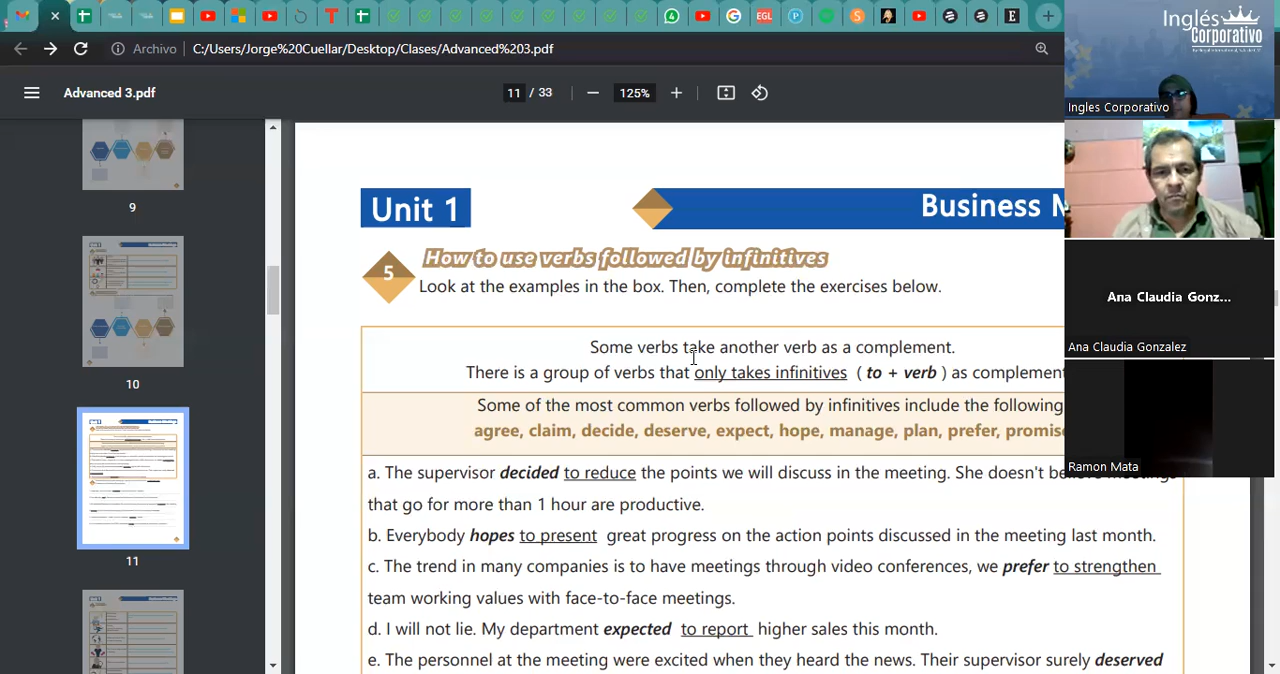 Archivo
C:/Users/Jorge%20Cuellar/Desktop/Clases/Advanced%203.pdf
Advanced 3.pdf
11 / 33
125%
9
10
11
Unit 1
Business M
5
How to use verbs followed by infinitives
Look at the examples in the box. Then, complete the exercises below.
Some verbs take another verb as a complement.
There is a group of verbs that only takes infinitives ( to + verb ) as complement
Some of the most common verbs followed by infinitives include the following
agree, claim, decide, deserve, expect, hope, manage, plan, prefer, promise
a. The supervisor decided to reduce the points we will discuss in the meeting. She doesn't believe meetings
that go for more than 1 hour are productive.
b. Everybody hopes to present great progress on the action points discussed in the meeting last month.
c. The trend in many companies is to have meetings through video conferences, we prefer to strengthen
team working values with face-to-face meetings.
d. I will not lie. My department expected to report higher sales this month.
e. The personnel at the meeting were excited when they heard the news. Their supervisor surely deserved
Inglés
Corporativo
Ingles Corporativo
Ana Claudia Gonz...
Ana Claudia Gonzalez
Ramon Mata